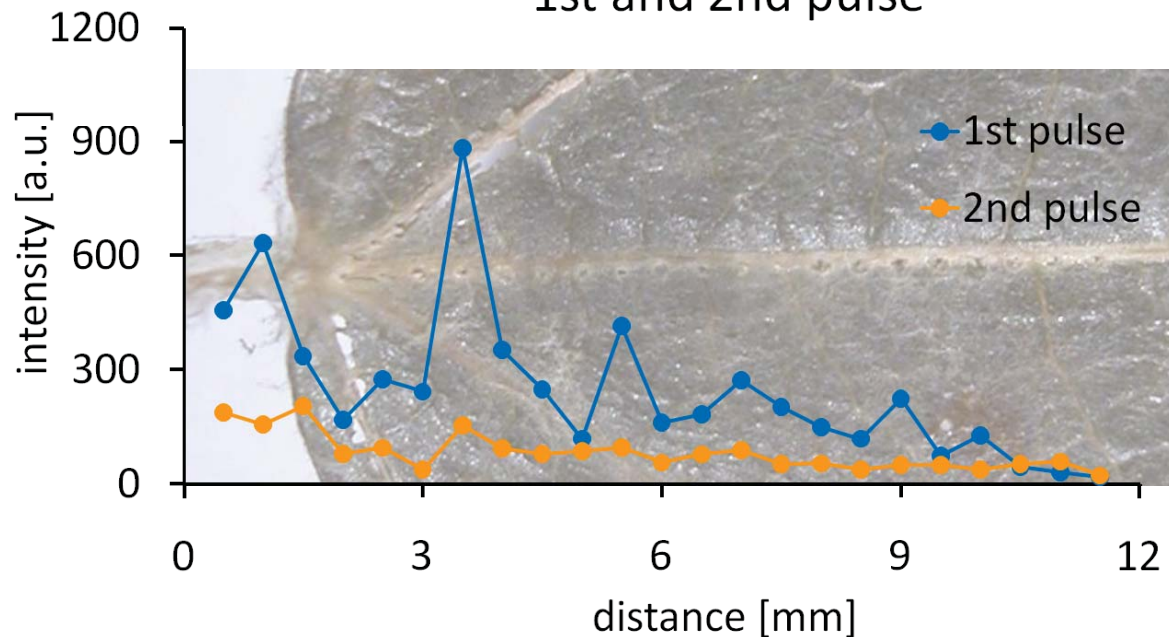 1st and 2nd pulse
1200
900
600
300
0
intensity [a.u.]
1st pulse
2nd pulse
0 3 6 9 12
distance [mm]